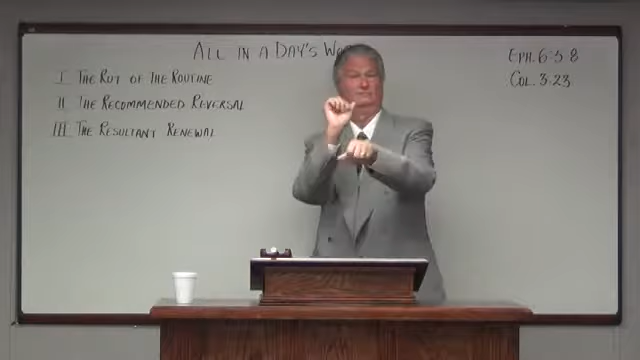 ALL IN A DAY'S WO
I THE RUT OF THE ROUTINE
II THE RECOMMENDED REVERSAL
III THE RESULTANT RENEWAL
EPH. 6:5-8
COL. 3:23